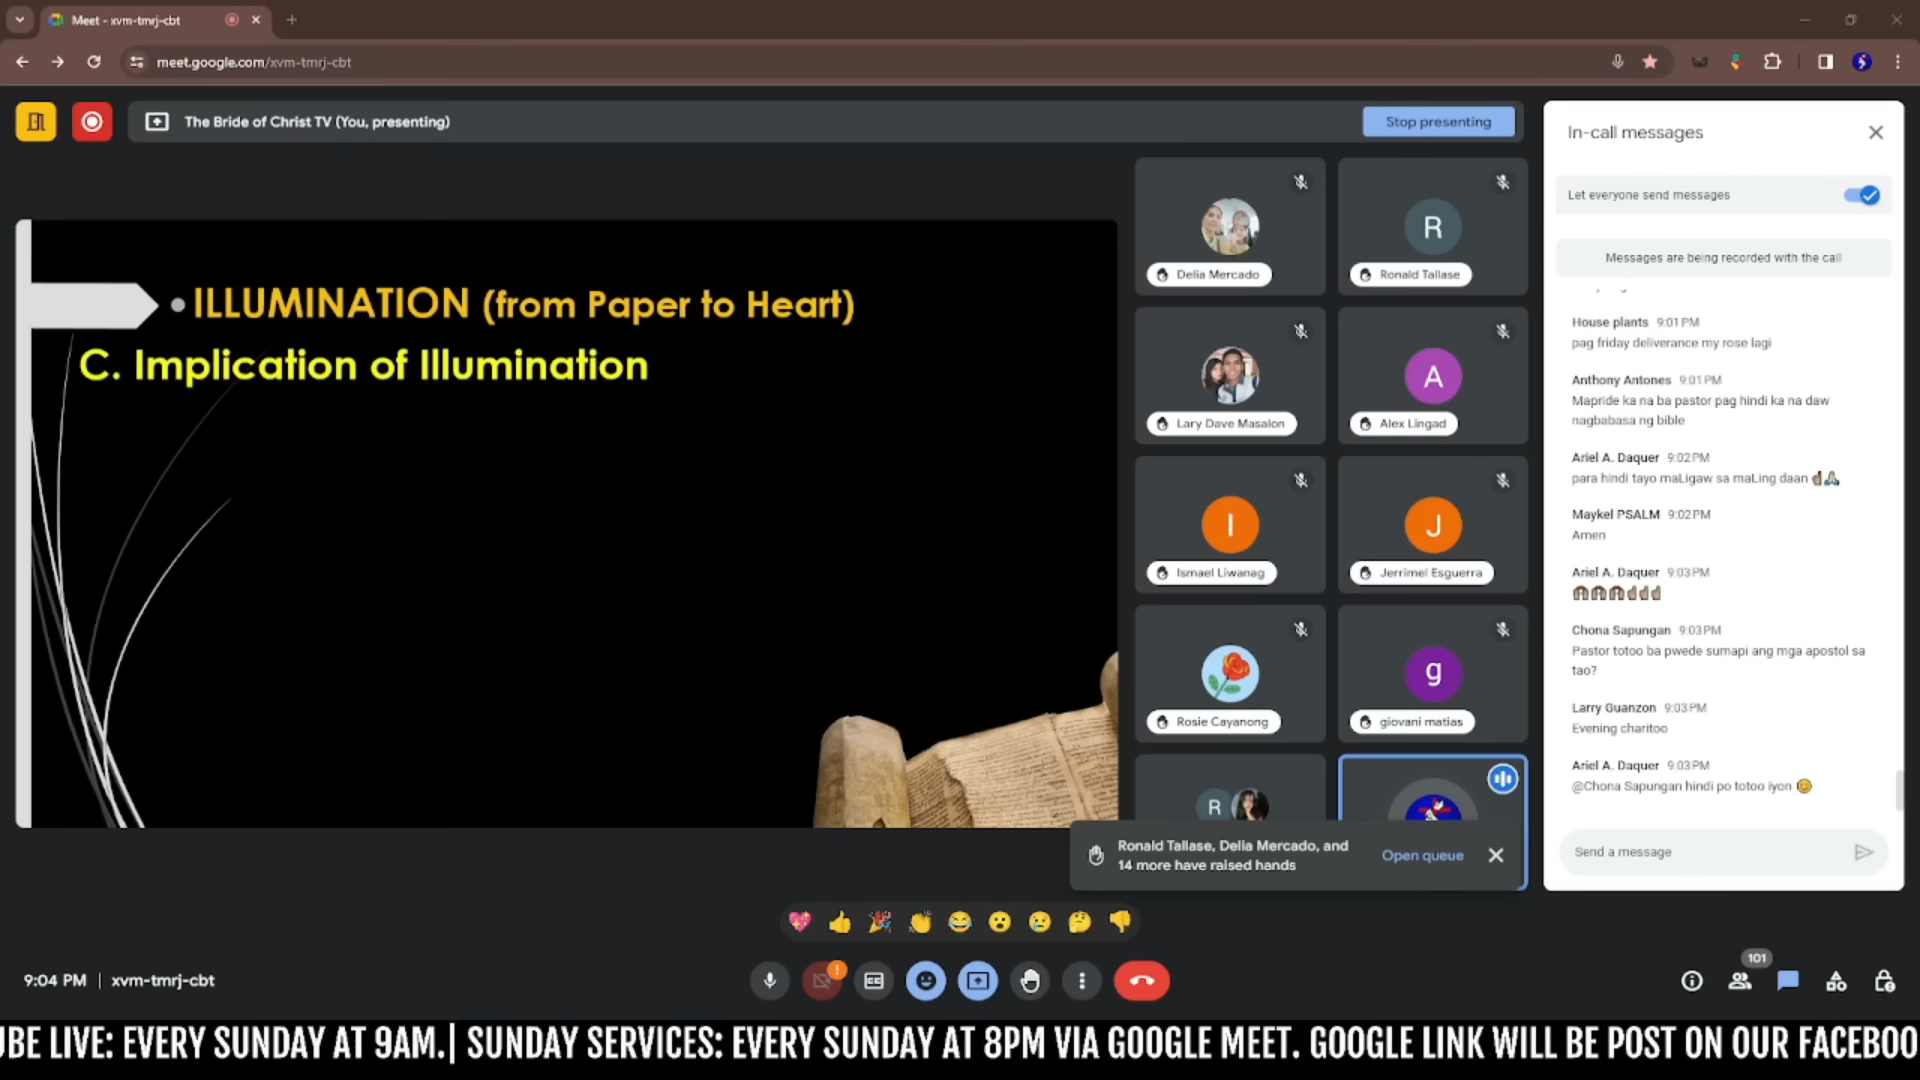 Meet - xvm-tmrj-cbt
meet.google.com/xvm-tmrj-cbt
The Bride of Christ TV (You, presenting)
Stop presenting
• ILLUMINATION (from Paper to Heart)
C. Implication of Illumination
Delia Mercado
R
Ronald Tallase
Lary Dave Masalon
A
Alex Lingad
I
Ismael Liwanag
J
Jerrimel Esguerra
Rosie Cayanong
g
giovani matias
R
Ronald Tallase, Delia Mercado, and
14 more have raised hands
Open queue
In-call messages
Let everyone send messages
Messages are being recorded with the call
House plants 9:01 PM
pag friday deliverance my rose lagi
Anthony Antones 9:01 PM
Mapride ka na ba pastor pag hindi ka na daw
nagbabasa ng bible
Ariel A. Daquer 9:02 PM
para hindi tayo maLigaw sa maLing daan ☝🙏
Maykel PSALM 9:02 PM
Amen
Ariel A. Daquer 9:03 PM
Chona Sapungan 9:03 PM
Pastor totoo ba pwede sumapi ang mga apostol sa
tao?
Larry Guanzon 9:03 PM
Evening charitoo
Ariel A. Daquer 9:03 PM
@Chona Sapungan hindi po totoo iyon 😊
Send a message
9:04 PM | xvm-tmrj-cbt
CC
101
UBE LIVE: EVERY SUNDAY AT 9AM.| SUNDAY SERVICES: EVERY SUNDAY AT 8PM VIA GOOGLE MEET. GOOGLE LINK WILL BE POST ON OUR FACEBOO